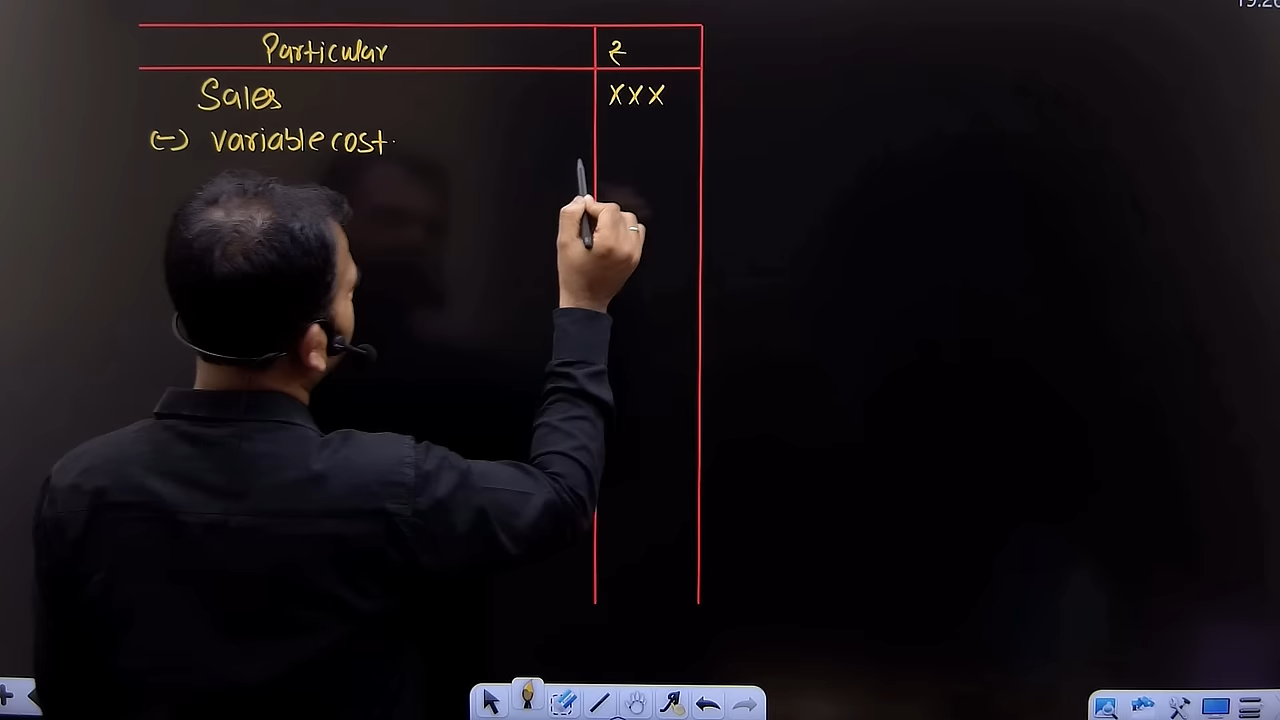 Particular ₹
Sales XXX
(-) variable cost